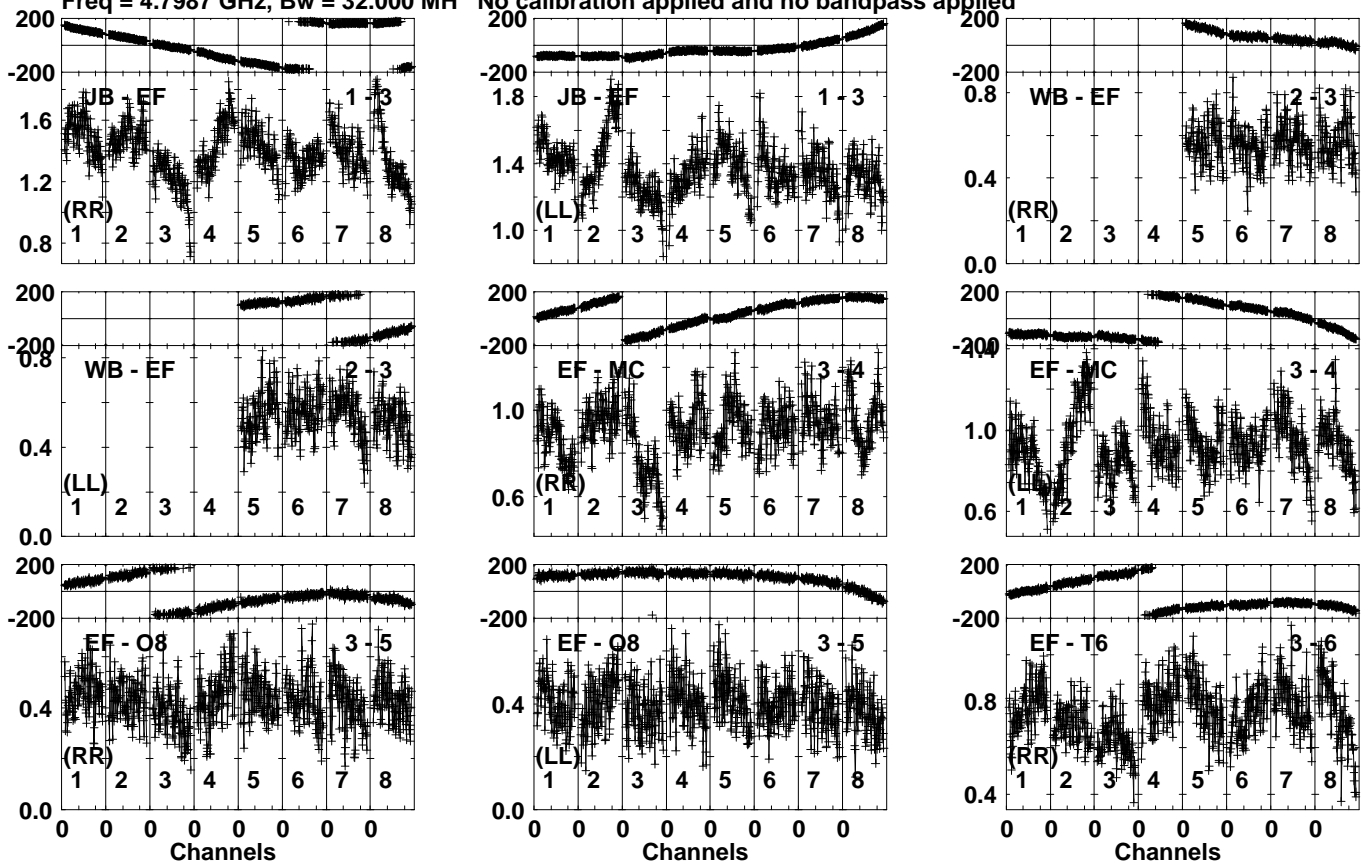 Freq = 4.7987 GHz, Bw = 32.000 MH No calibration applied and no bandpass applied
200
-200
JB - EF 1 - 3
1.6
1.2
0.8
(RR)
1 2 3 4 5 6 7 8
200
-200
JB - EF 1 - 3
1.8
1.4
1.0
(LL)
1 2 3 4 5 6 7 8
200
-200
WB - EF 2 - 3
0.8
0.4
0.0
(RR)
1 2 3 4 5 6 7 8
200
-200
WB - EF 2 - 3
0.8
0.4
0.0
(LL)
1 2 3 4 5 6 7 8
200
-200
EF - MC 3 - 4
1.0
0.6
(RR)
1 2 3 4 5 6 7 8
200
-200
EF - MC 3 - 4
1.4
1.0
0.6
(LL)
1 2 3 4 5 6 7 8
200
-200
EF - O8 3 - 5
0.4
0.0
(RR)
1 2 3 4 5 6 7 8
0 0 0 0 0 0 0 0
Channels
200
-200
EF - O8 3 - 5
0.4
0.0
(LL)
1 2 3 4 5 6 7 8
0 0 0 0 0 0 0 0
Channels
200
-200
EF - T6 3 - 6
0.8
0.4
(RR)
1 2 3 4 5 6 7 8
0 0 0 0 0 0 0 0
Channels